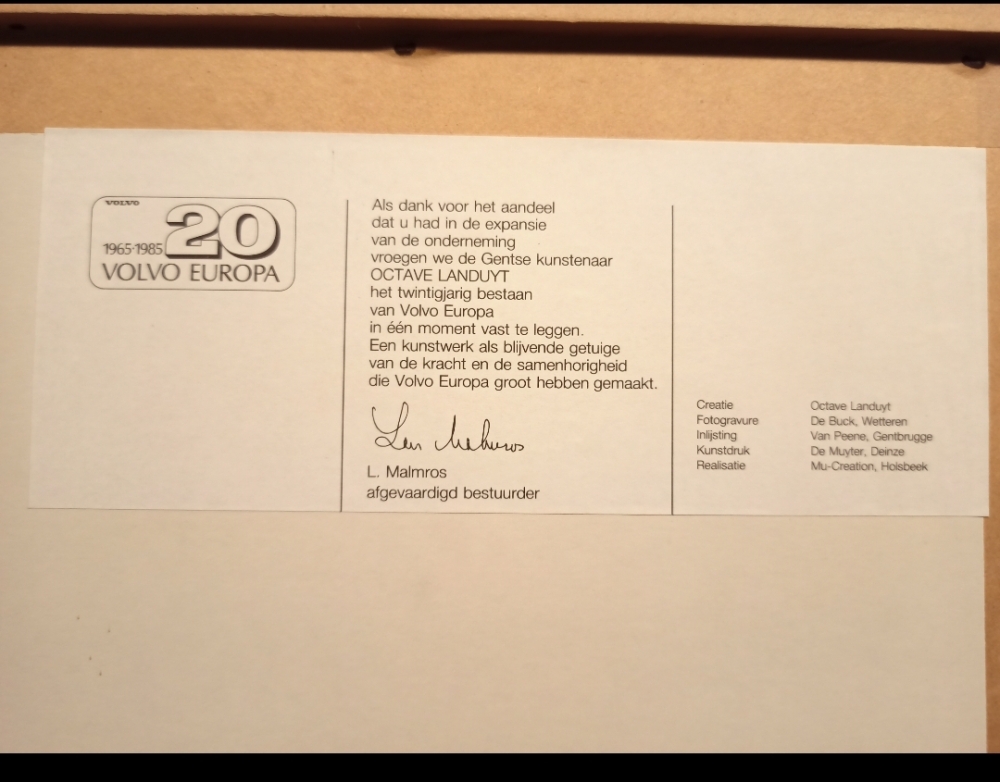 VOLVO
20
1965-1985
VOLVO EUROPA
Als dank voor het aandeel
dat u had in de expansie
van de onderneming
vroegen we de Gentse kunstenaar
OCTAVE LANDUYT
het twintigjarig bestaan
van Volvo Europa
in één moment vast te leggen.
Een kunstwerk als blijvende getuige
van de kracht en de samenhorigheid
die Volvo Europa groot hebben gemaakt.
L. Malmros
afgevaardigd bestuurder
Creatie Octave Landuyt
Fotogravure De Buck, Wetteren
Inlijsting Van Peene, Gentbrugge
Kunstdruk De Muyter, Deinze
Realisatie Mu-Creation, Holsbeek